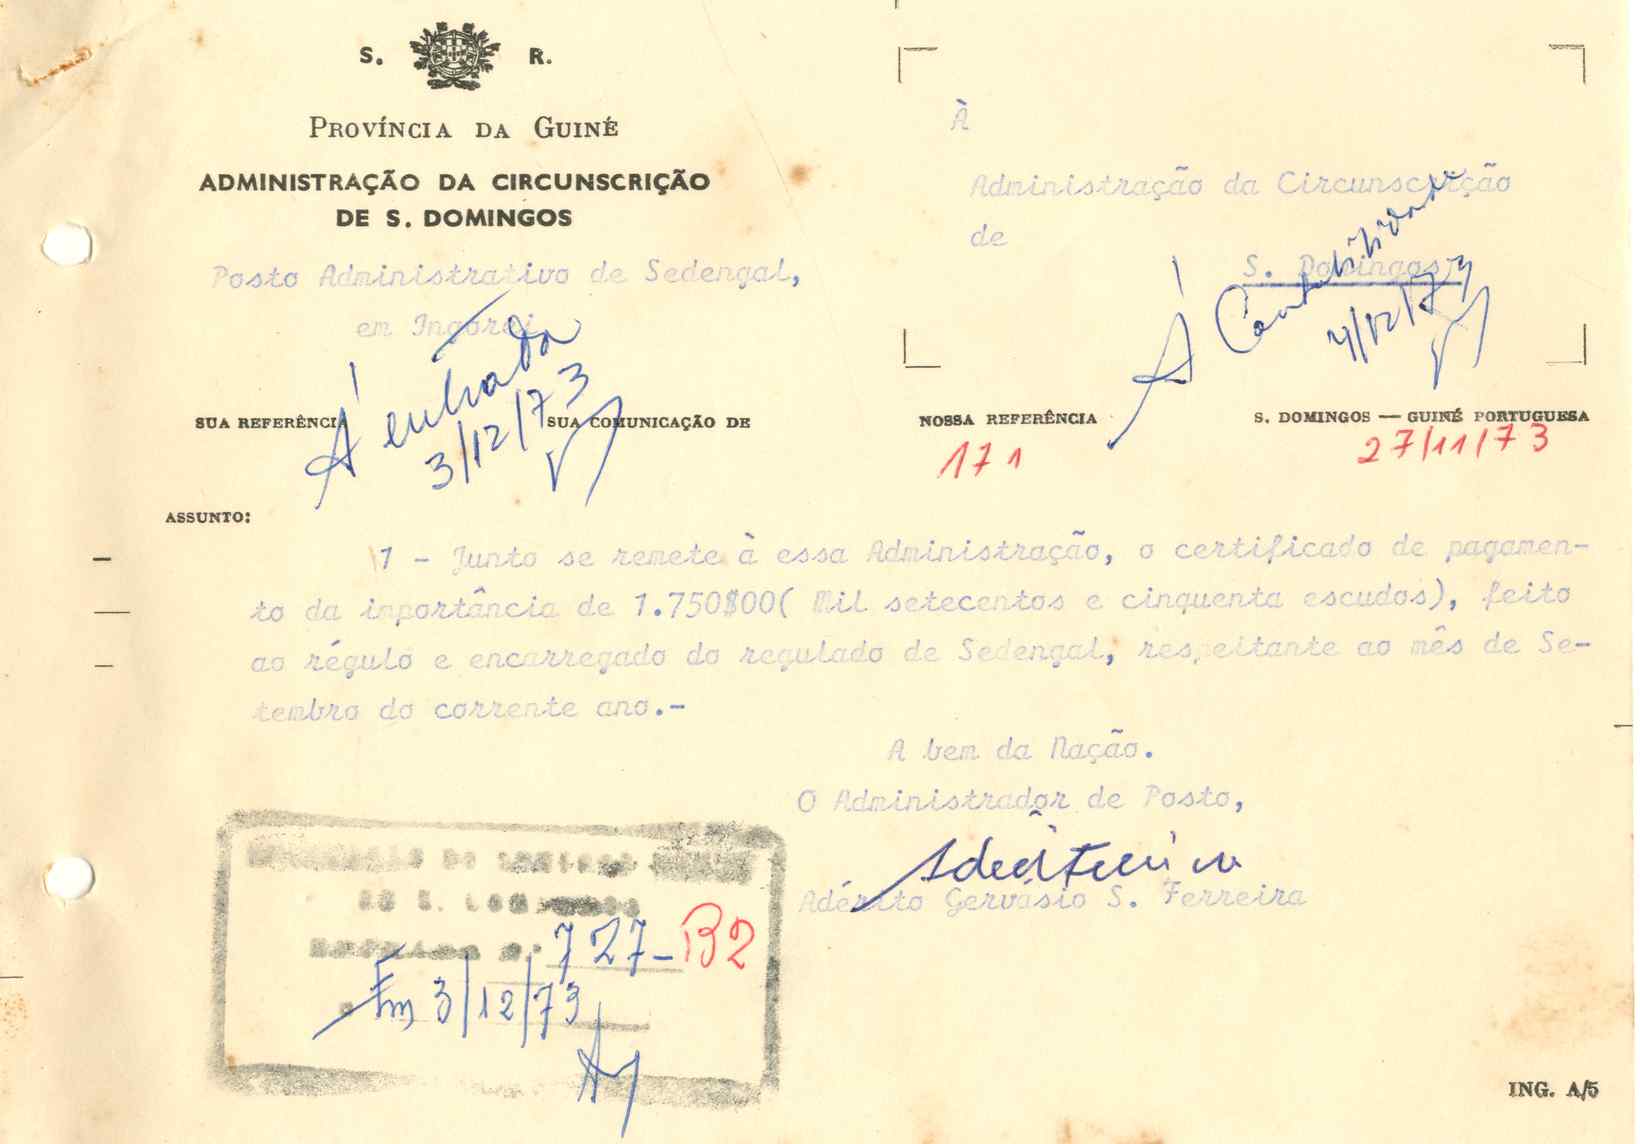 S. R.
PROVÍNCIA DA GUINÉ
ADMINISTRAÇÃO DA CIRCUNSCRIÇÃO
DE S. DOMINGOS
Posto Administrativo de Sedengal,
em Ingoréi
À entrada
3/12/73
À
Administração da Circunscrição
de
S. Domingos
À Contabilidade
/12/73
SUA REFERÊNCIA SUA COMUNICAÇÃO DE NOSSA REFERÊNCIA S. DOMINGOS — GUINÉ PORTUGUESA
171 27/11/73
ASSUNTO:
1 - Junto se remete à essa Administração, o certificado de pagamen-
to da importância de 1.750$00( Mil setecentos e cinquenta escudos), feito
ao régulo e encarregado do regulado de Sedengal, respeitante ao mês de Se-
tembro do corrente ano.-
A bem da Nação.
O Administrador de Posto,
Adérito Gervásio S. Ferreira
727-B2
Em 3/12/73
ING. A/5